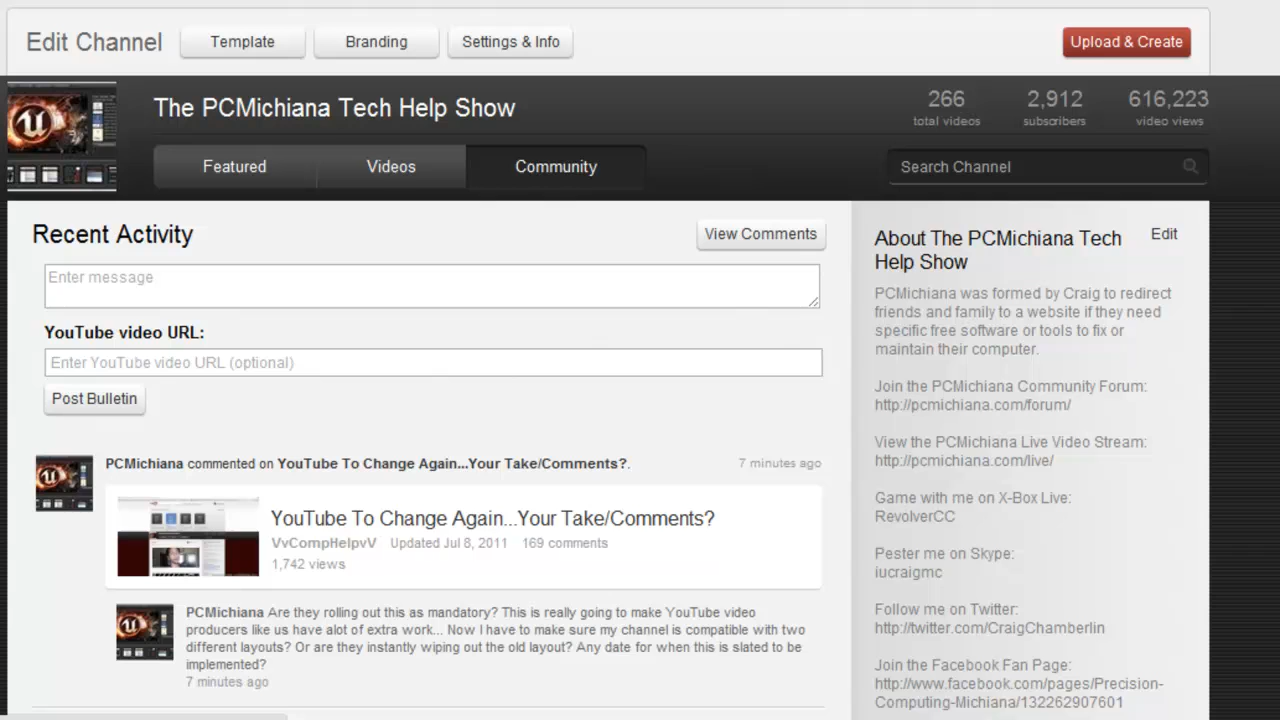 Edit Channel
Template
Branding
Settings & Info
Upload & Create
The PCMichiana Tech Help Show
266
total videos
2,912
subscribers
616,223
video views
Featured
Videos
Community
Search Channel
Recent Activity
View Comments
Enter message
YouTube video URL:
Enter YouTube video URL (optional)
Post Bulletin
PCMichiana commented on YouTube To Change Again...Your Take/Comments?.
7 minutes ago
YouTube To Change Again...Your Take/Comments?
VvCompHelpvV Updated Jul 8, 2011 169 comments
1,742 views
PCMichiana Are they rolling out this as mandatory? This is really going to make YouTube video
producers like us have alot of extra work... Now I have to make sure my channel is compatible with two
different layouts? Or are they instantly wiping out the old layout? Any date for when this is slated to be
implemented?
7 minutes ago
About The PCMichiana Tech
Help Show
Edit
PCMichiana was formed by Craig to redirect
friends and family to a website if they need
specific free software or tools to fix or
maintain their computer.
Join the PCMichiana Community Forum:
http://pcmichiana.com/forum/
View the PCMichiana Live Video Stream:
http://pcmichiana.com/live/
Game with me on X-Box Live:
RevolverCC
Pester me on Skype:
iucraigmc
Follow me on Twitter:
http://twitter.com/CraigChamberlin
Join the Facebook Fan Page:
http://www.facebook.com/pages/Precision-
Computing-Michiana/132262907601